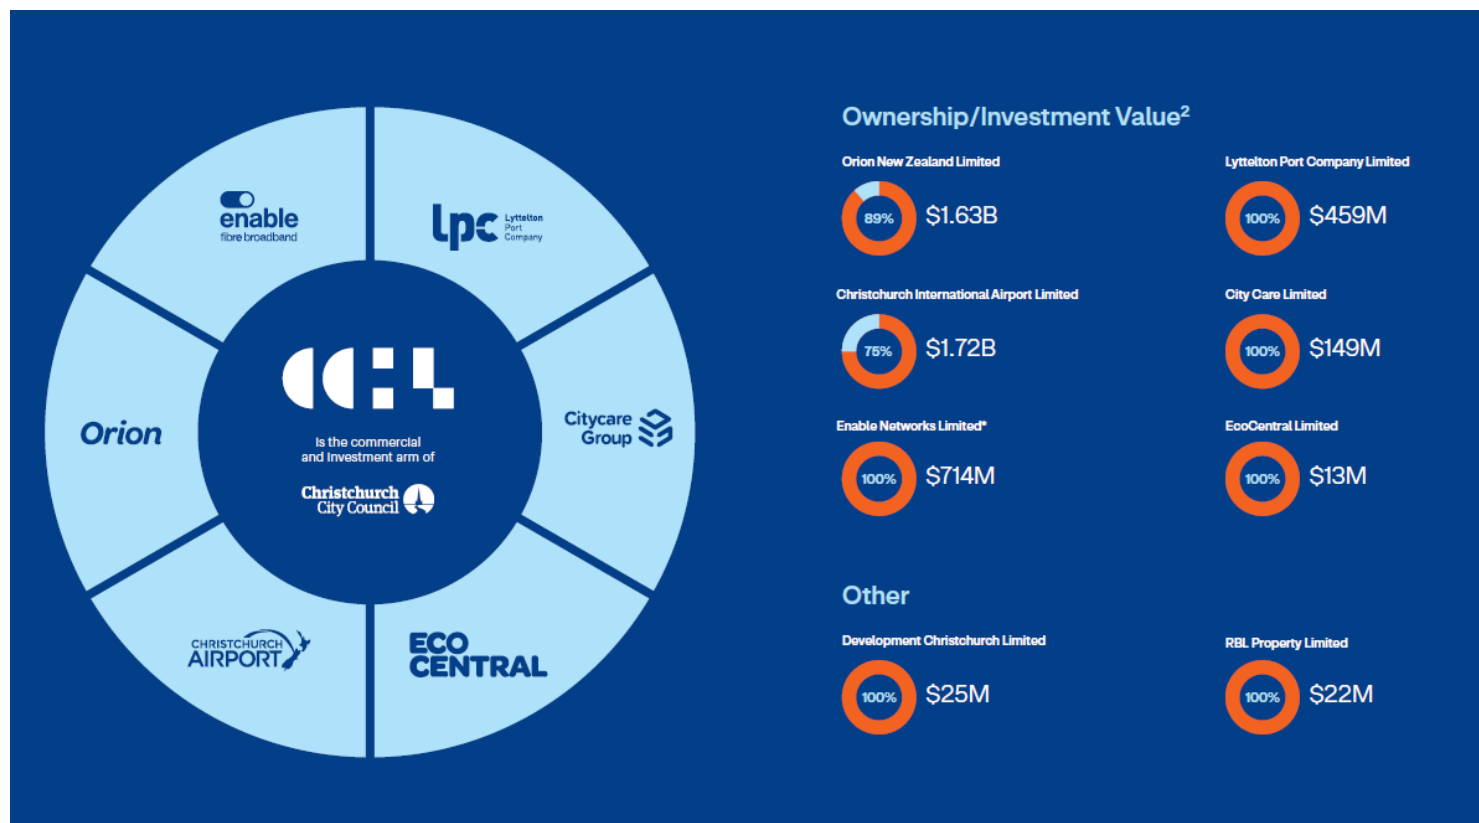 enable
fibre broadband
lpc
Lyttelton
Port
Company
Orion
CCHL
Is the commercial
and Investment arm of
Christchurch
City Council
Citycare
Group
CHRISTCHURCH
AIRPORT
ECO
CENTRAL
Ownership/Investment Value²
Orion New Zealand Limited
89%
$1.63B
Lyttelton Port Company Limited
100%
$459M
Christchurch International Airport Limited
75%
$1.72B
City Care Limited
100%
$149M
Enable Networks Limited*
100%
$714M
EcoCentral Limited
100%
$13M
Other
Development Christchurch Limited
100%
$25M
RBL Property Limited
100%
$22M